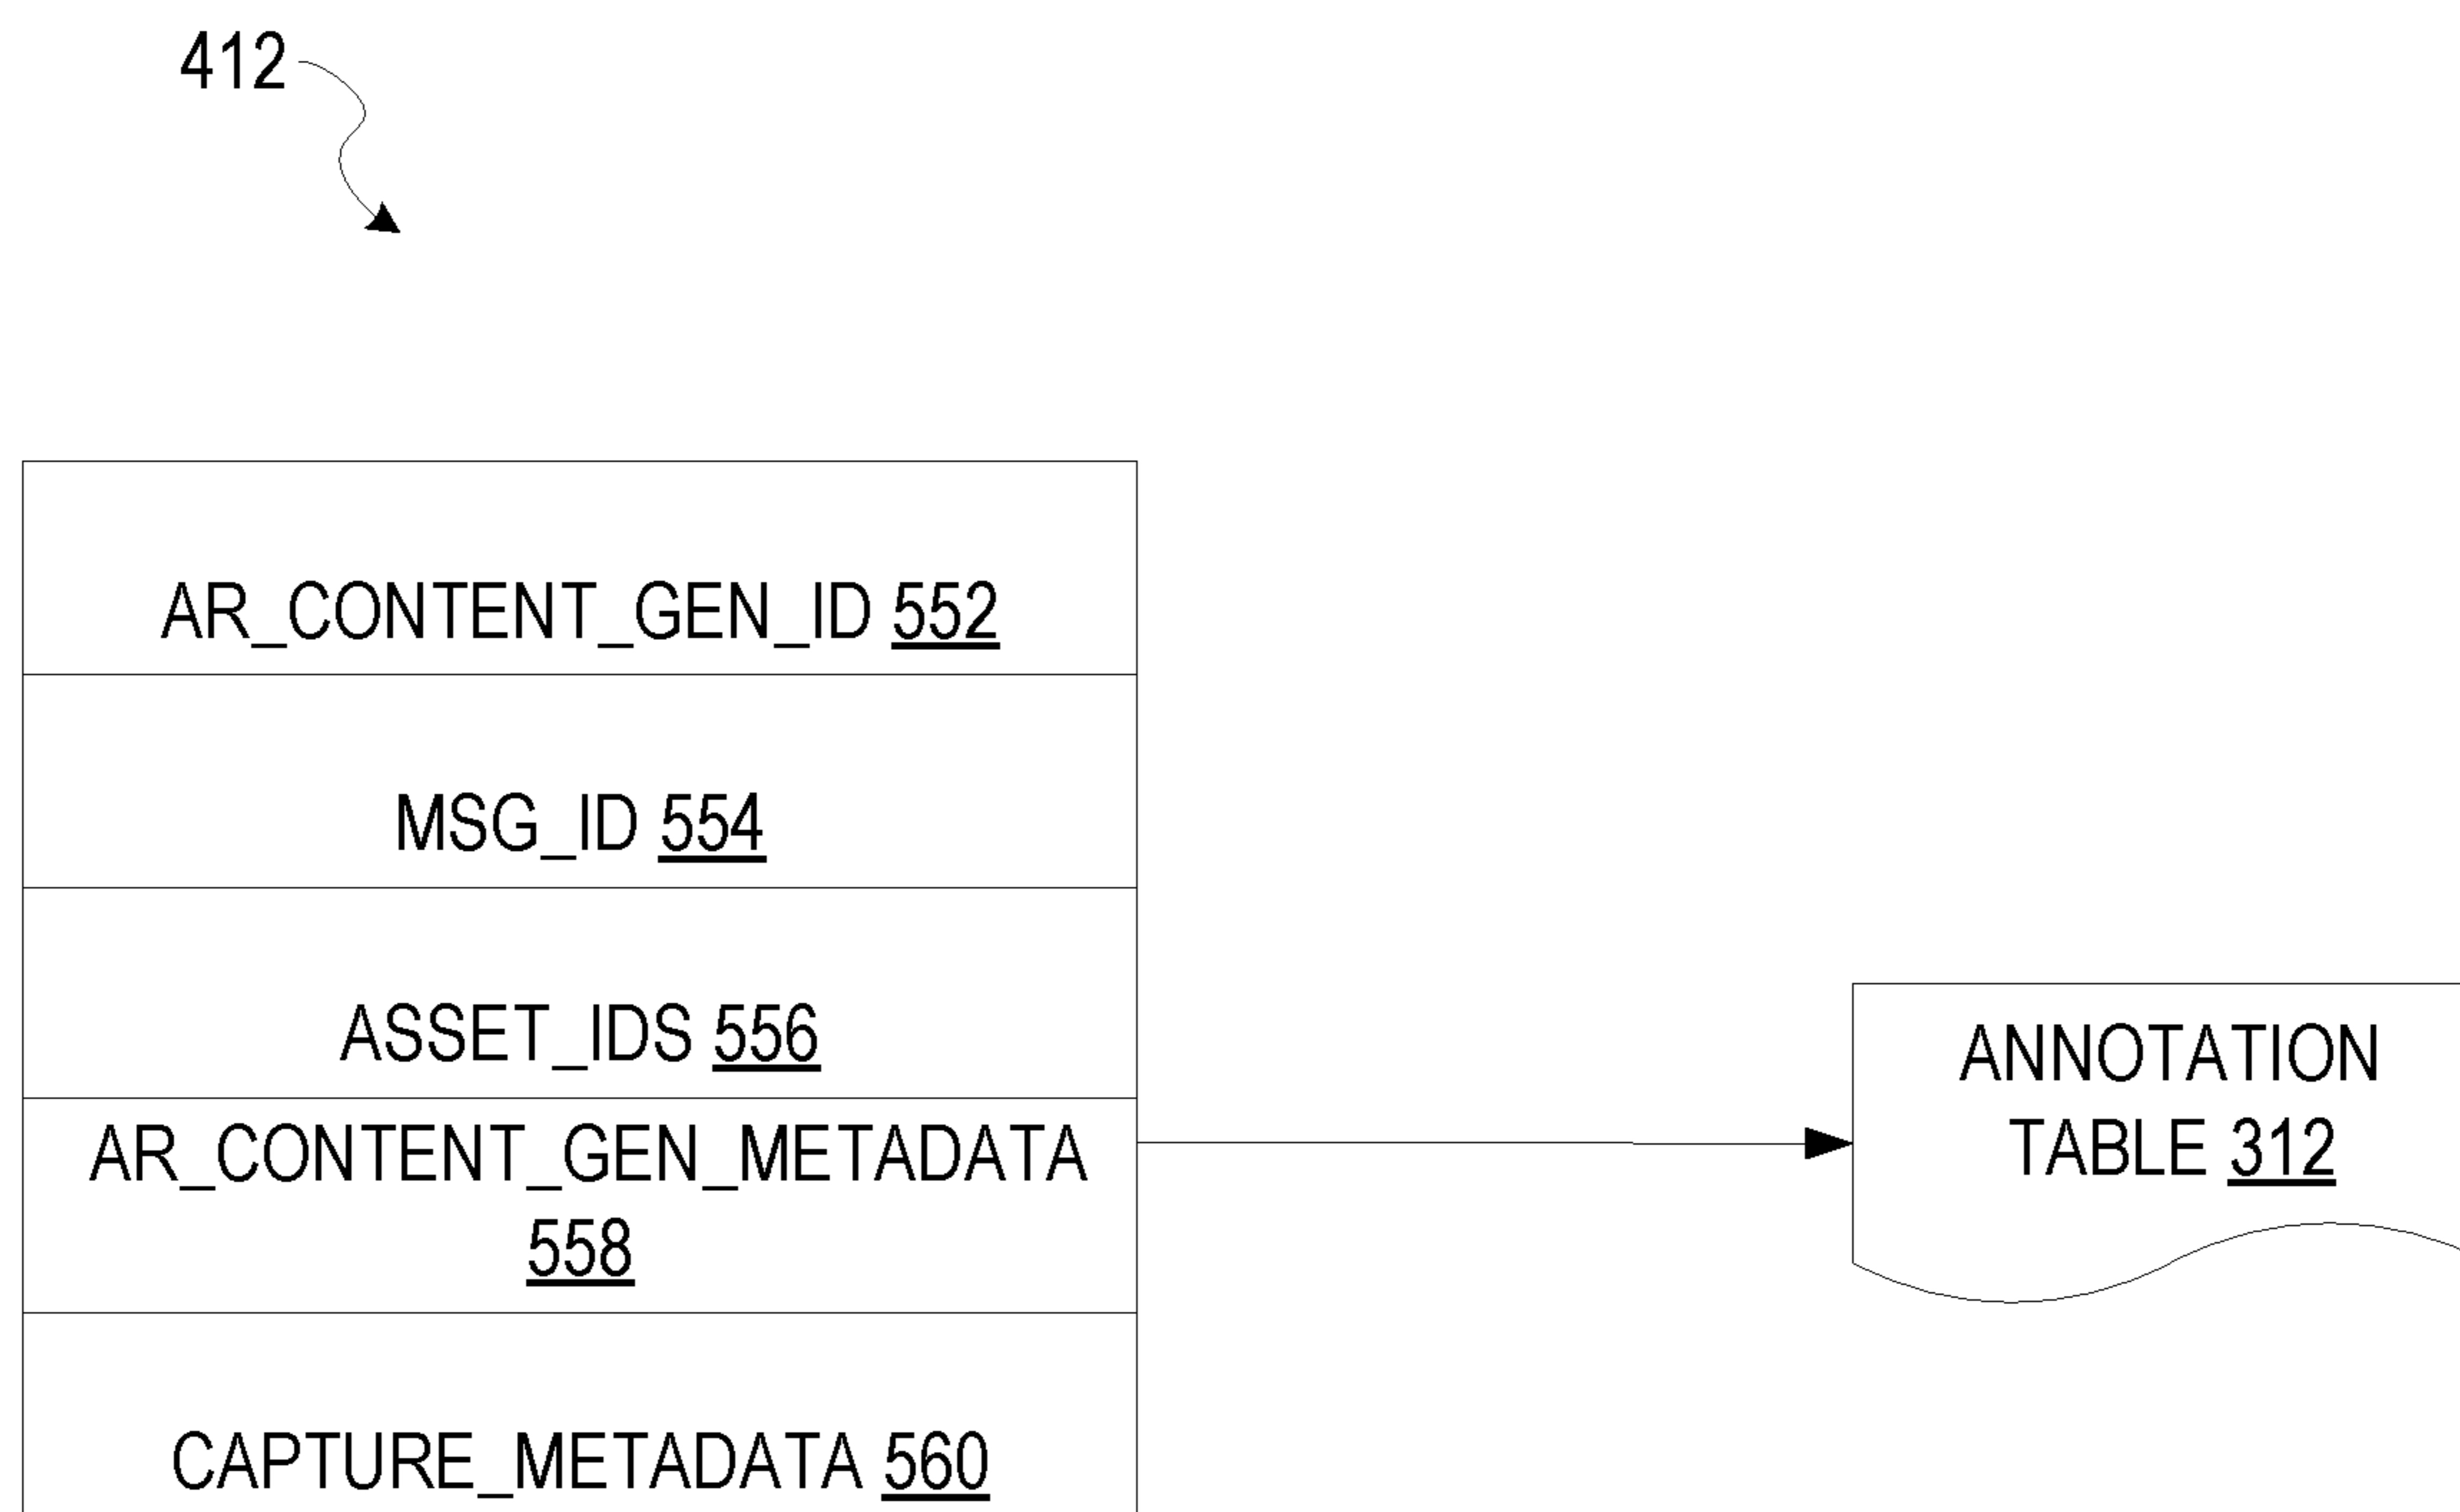 412
AR_CONTENT_GEN_ID 552
MSG_ID 554
ASSET_IDS 556
AR_CONTENT_GEN_METADATA
558
CAPTURE_METADATA 560
ANNOTATION
TABLE 312